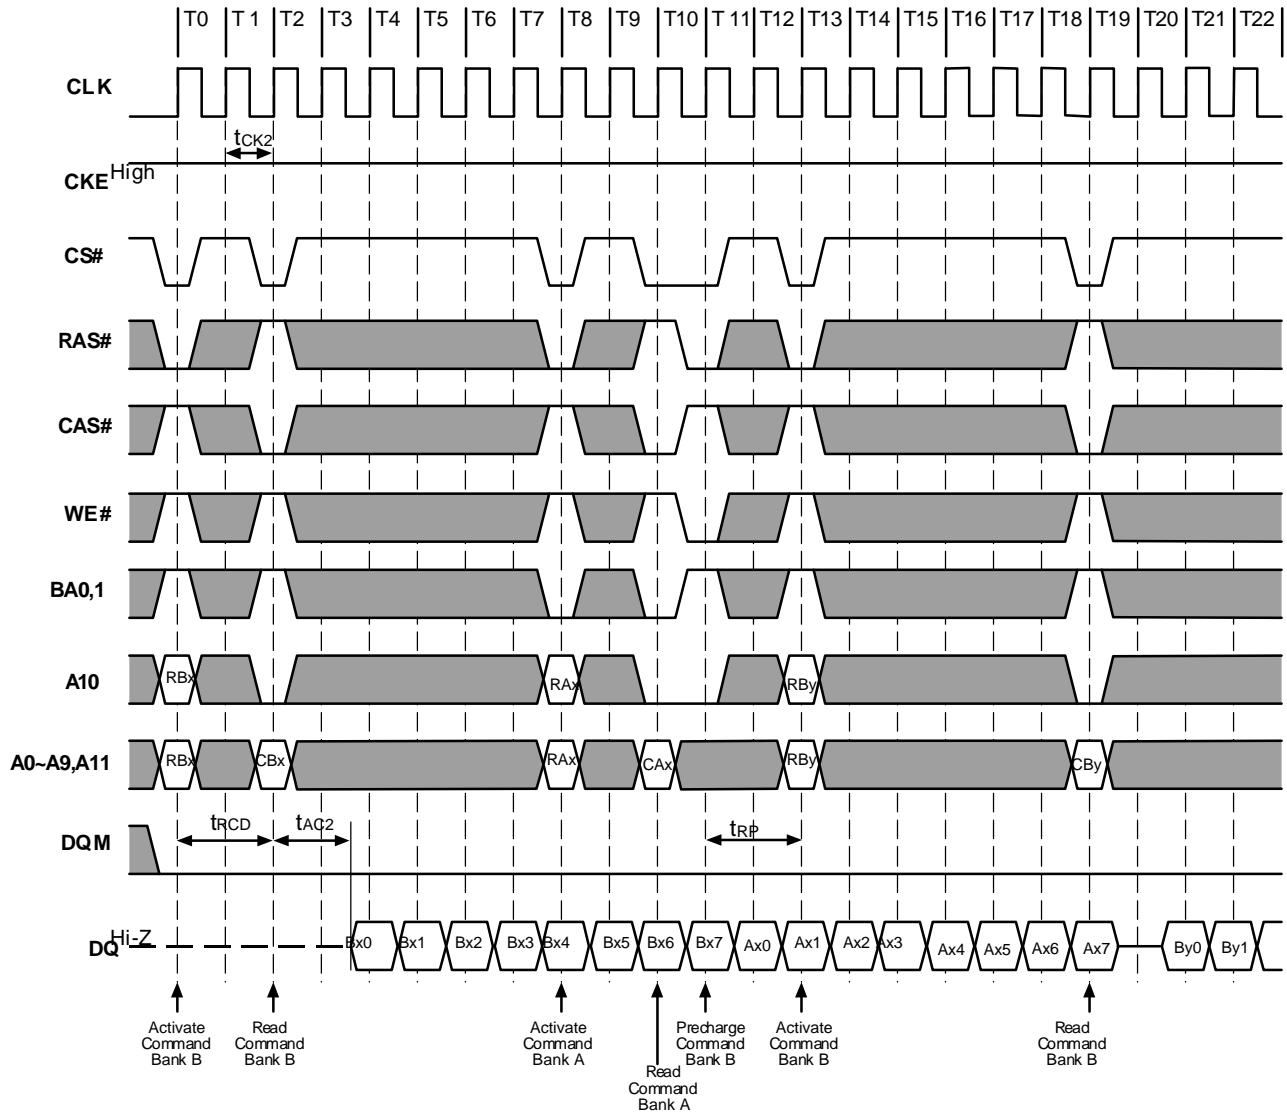 T0 T 1 T2 T3 T4 T5 T6 T7 T8 T9 T10 T 11 T12 T13 T14 T15 T16 T17 T18 T19 T20 T21 T22
CLK
tCK2
CKE High
CS#
RAS#
CAS#
WE#
BA0,1
A10 RBx RAx RBy
A0~A9,A11 RBx CBx RAx CAx RBy CBy
tRCD tAC2 tRP
DQM
DQ Hi-Z Bx0 Bx1 Bx2 Bx3 Bx4 Bx5 Bx6 Bx7 Ax0 Ax1 Ax2 Ax3 Ax4 Ax5 Ax6 Ax7 By0 By1
Activate
Command
Bank B
Read
Command
Bank B
Activate
Command
Bank A
Read
Command
Bank A
Precharge
Command
Bank B
Activate
Command
Bank B
Read
Command
Bank B